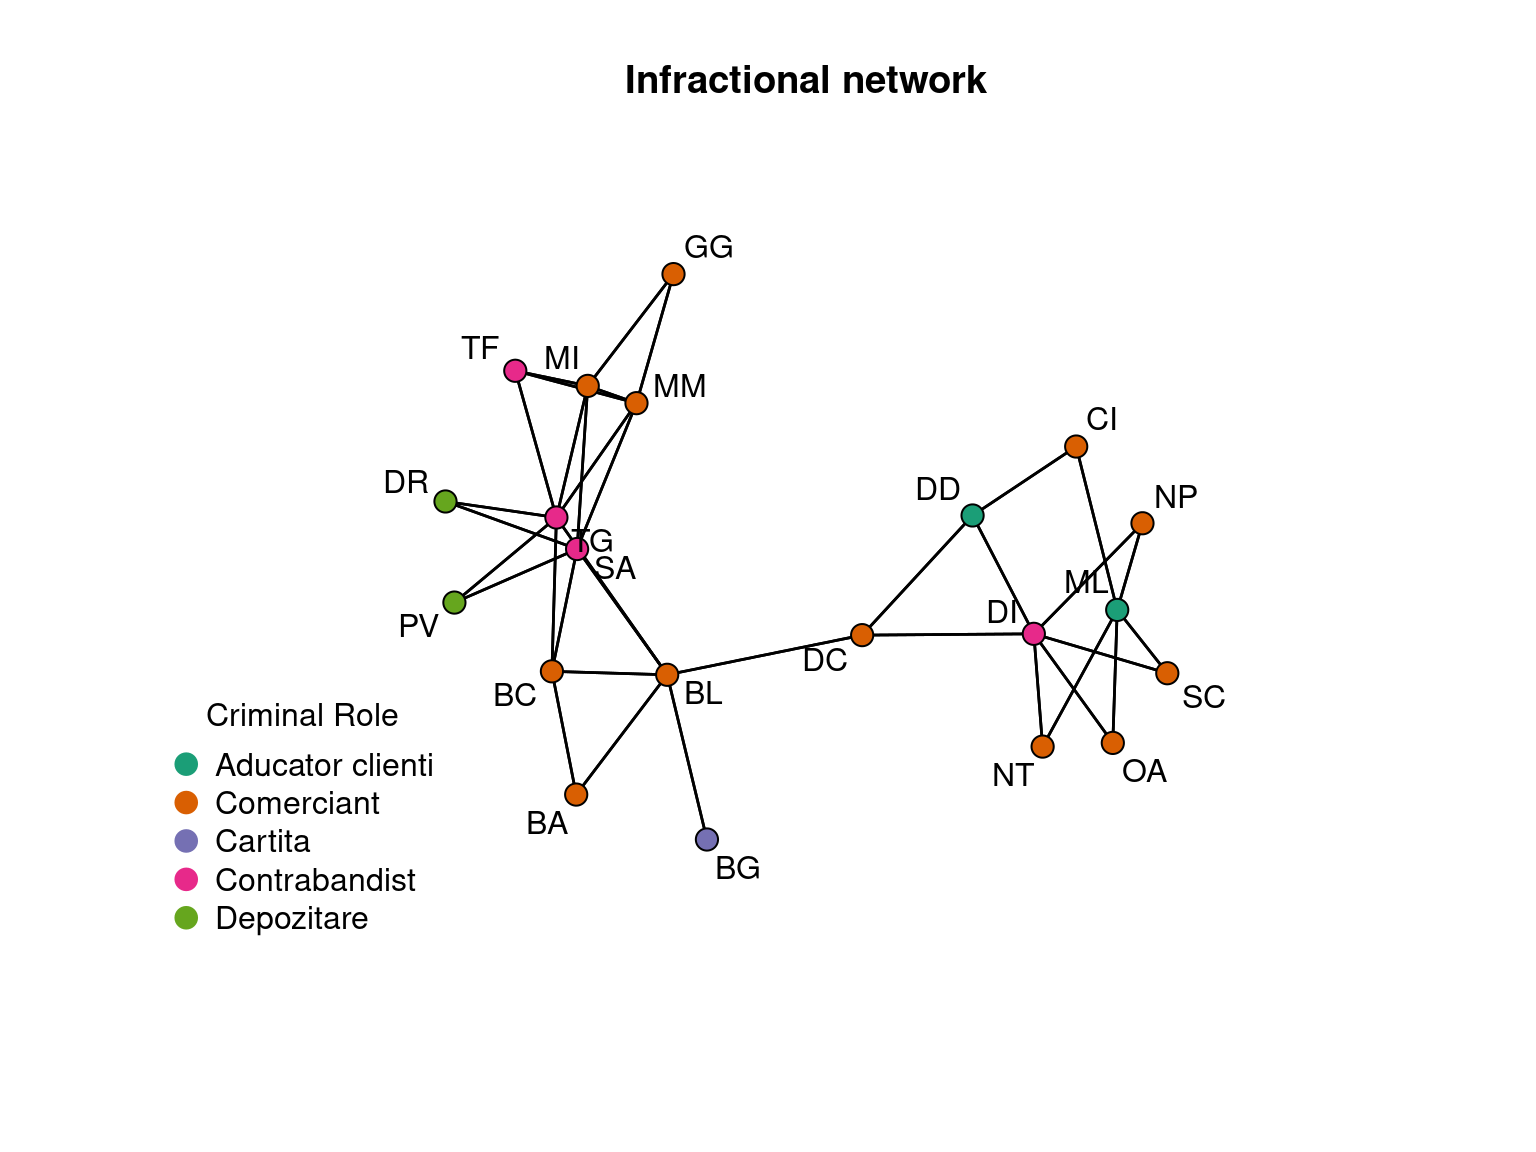 Infractional network
GG
TF
MI
MM
CI
DR
DD
NP
TG
SA
ML
DI
PV
DC
BC
BL
SC
Criminal Role
Aducator clienti
NT
OA
Comerciant
BA
Cartita
BG
Contrabandist
Depozitare